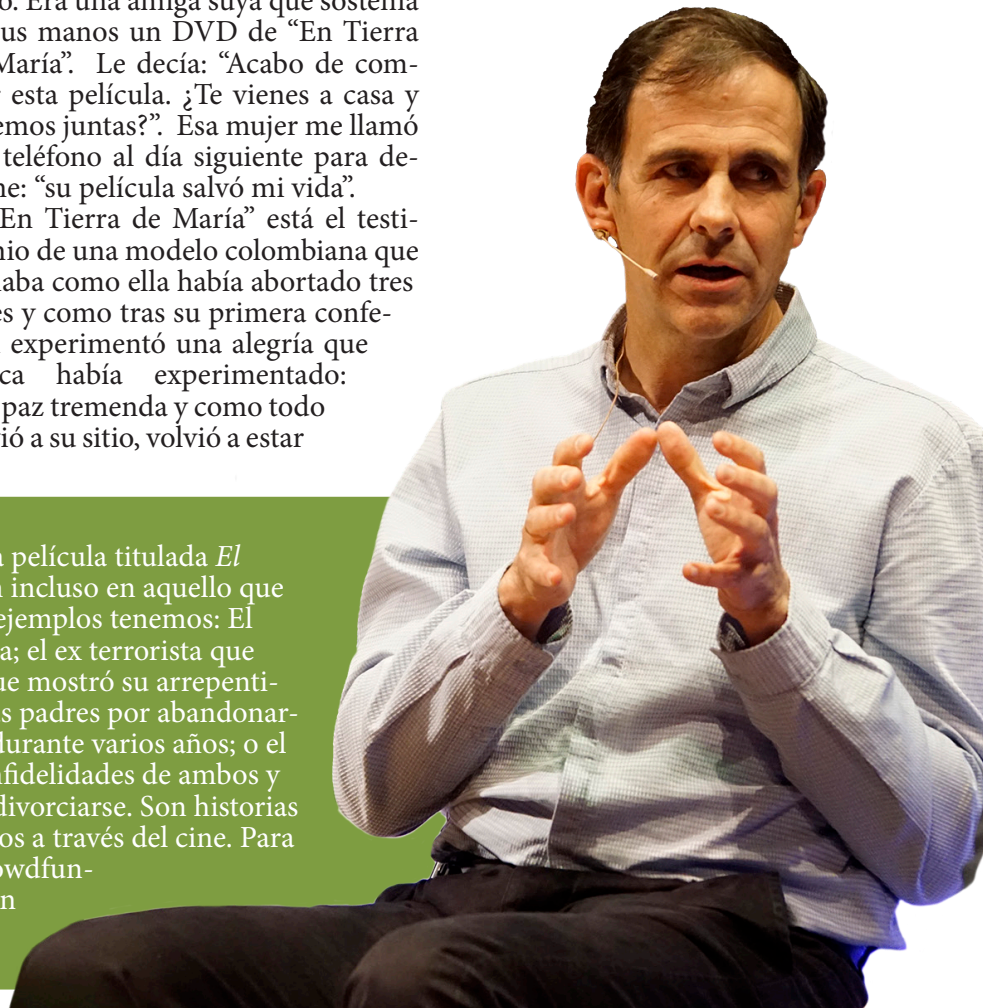 o. Era una amiga suya que sostenía
us manos un DVD de “En Tierra
María”. Le decía: “Acabo de com-
r esta película. ¿Te vienes a casa y
emos juntas?”. Esa mujer me llamó
teléfono al día siguiente para de-
ne: “su película salvó mi vida”.
En Tierra de María” está el testi-
nio de una modelo colombiana que
laba como ella había abortado tres
es y como tras su primera confe-
experimentó una alegría que
ca había experimentado:
paz tremenda y como todo
vió a su sitio, volvió a estar
a película titulada El
n incluso en aquello que
ejemplos tenemos: El
a; el ex terrorista que
ue mostró su arrepenti-
s padres por abandonar-
durante varios años; o el
nfidelidades de ambos y
divorciarse. Son historias
os a través del cine. Para
owdfun-
n